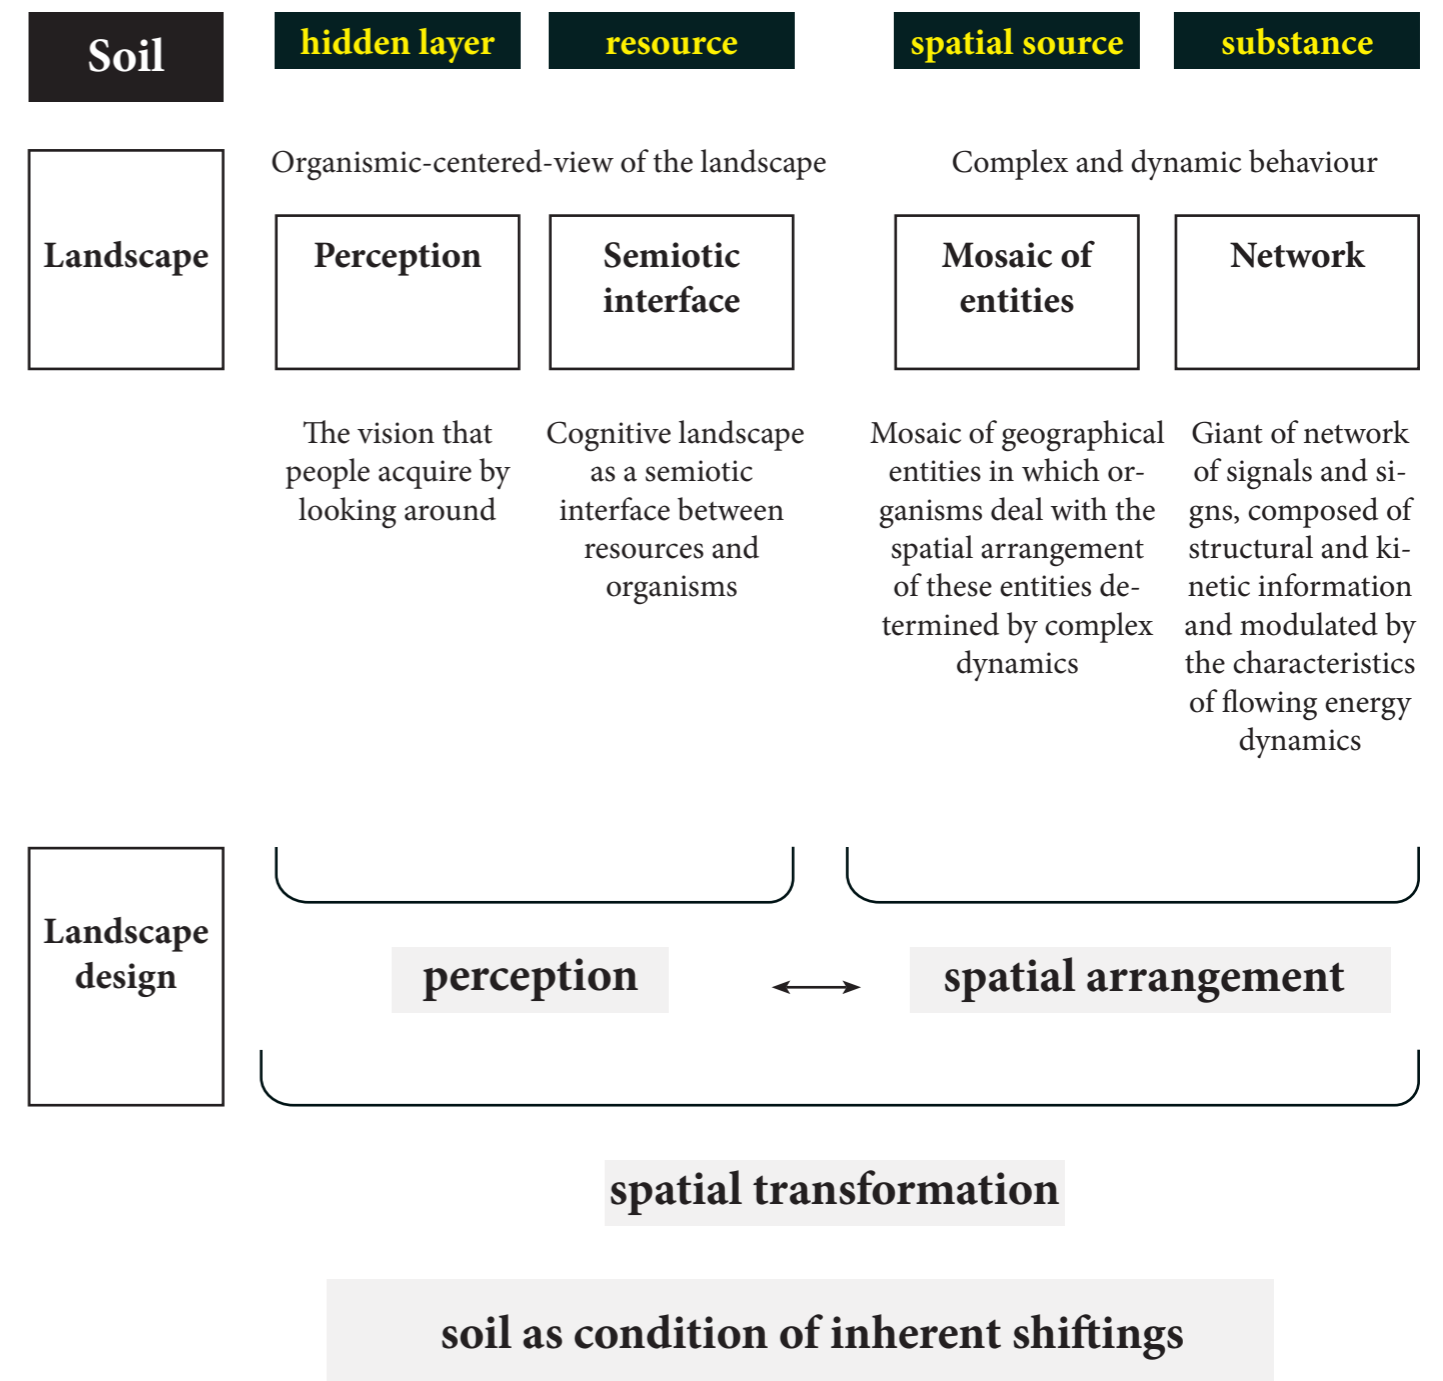 Soil
hidden layer
resource
spatial source
substance
Landscape
Organismic-centered-view of the landscape
Complex and dynamic behaviour
Perception
Semiotic
interface
Mosaic of
entities
Network
The vision that
people acquire by
looking around
Cognitive landscape
as a semiotic
interface between
resources and
organisms
Mosaic of geographical
entities in which or-
ganisms deal with the
spatial arrangement
of these entities de-
termined by complex
dynamics
Giant of network
of signals and si-
gns, composed of
structural and ki-
netic information
and modulated by
the characteristics
of flowing energy
dynamics
Landscape
design
perception
spatial arrangement
spatial transformation
soil as condition of inherent shiftings